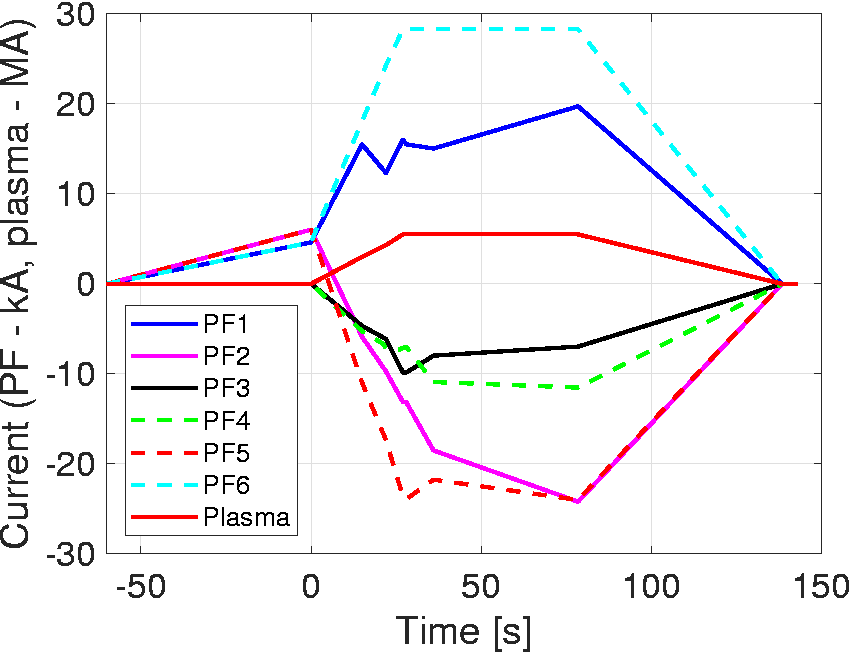 Current (PF - kA, plasma - MA)
30
20
10
0
-10
-20
-30
PF1
PF2
PF3
PF4
PF5
PF6
Plasma
-50
0
50
100
150
Time [s]